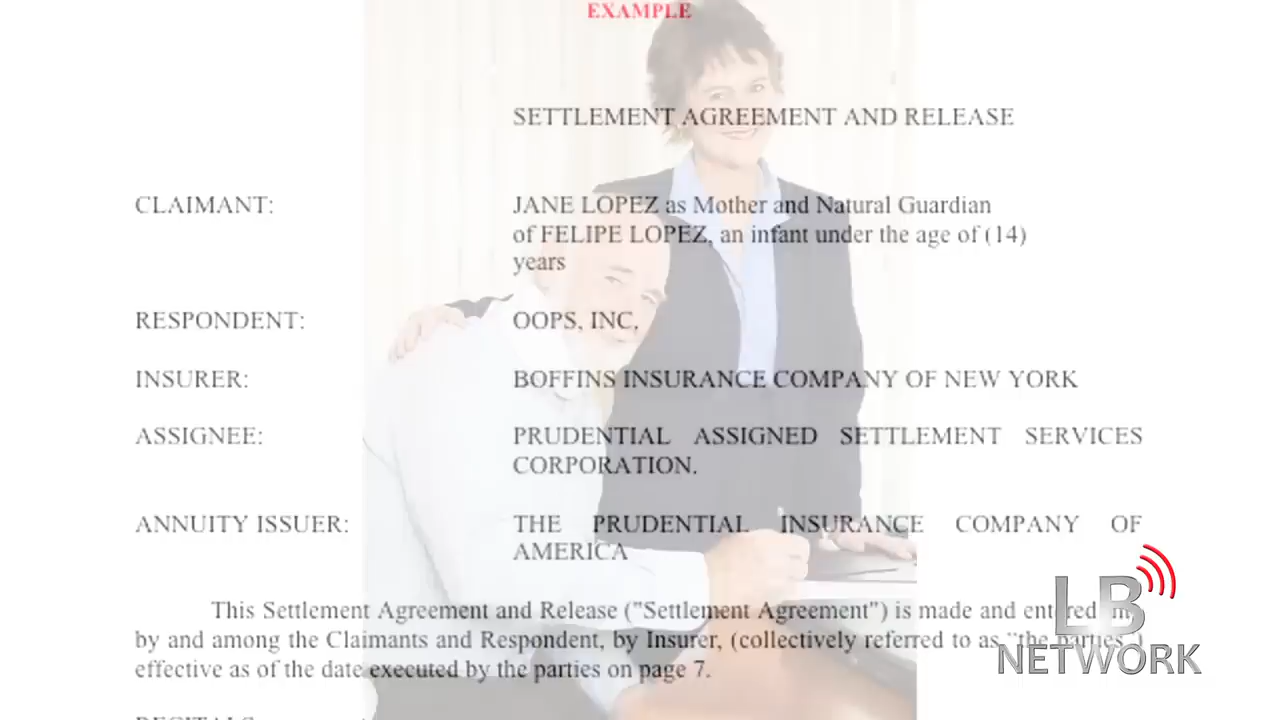 EXAMPLE
SETTLEMENT AGREEMENT AND RELEASE
CLAIMANT: JANE LOPEZ as Mother and Natural Guardian
of FELIPE LOPEZ, an infant under the age of (14)
years
RESPONDENT: OOPS, INC.
INSURER: BOFFINS INSURANCE COMPANY OF NEW YORK
ASSIGNEE: PRUDENTIAL ASSIGNED SETTLEMENT SERVICES
CORPORATION.
ANNUITY ISSUER: THE PRUDENTIAL INSURANCE COMPANY OF
AMERICA
This Settlement Agreement and Release ("Settlement Agreement") is made and entered
by and among the Claimants and Respondent, by Insurer, (collectively referred to as "the parties")
effective as of the date executed by the parties on page 7.
LB
NETWORK